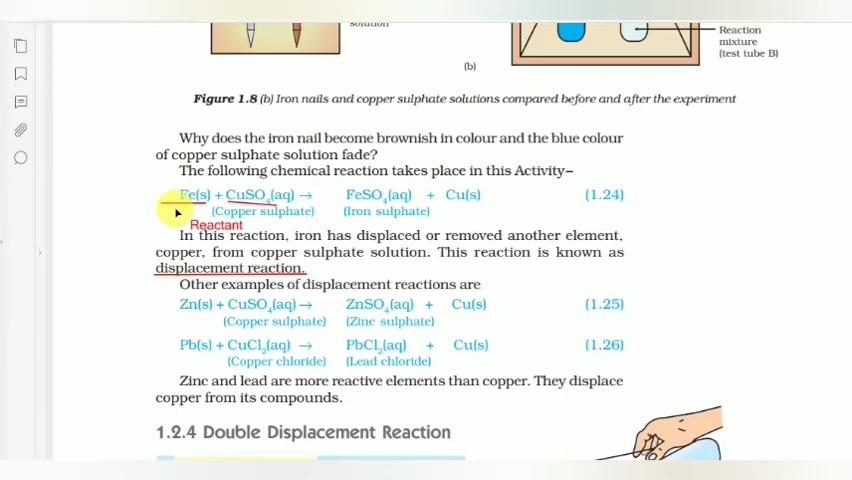 solution
Reaction
mixture
(test tube B)
(b)
Figure 1.8 (b) Iron nails and copper sulphate solutions compared before and after the experiment
Why does the iron nail become brownish in colour and the blue colour
of copper sulphate solution fade?
The following chemical reaction takes place in this Activity–
Fe(s) + CuSO₄(aq) → FeSO₄(aq) + Cu(s) (1.24)
(Copper sulphate) (Iron sulphate)
Reactant
In this reaction, iron has displaced or removed another element,
copper, from copper sulphate solution. This reaction is known as
displacement reaction.
Other examples of displacement reactions are
Zn(s) + CuSO₄(aq) → ZnSO₄(aq) + Cu(s) (1.25)
(Copper sulphate) (Zinc sulphate)
Pb(s) + CuCl₂(aq) → PbCl₂(aq) + Cu(s) (1.26)
(Copper chloride) (Lead chloride)
Zinc and lead are more reactive elements than copper. They displace
copper from its compounds.
1.2.4 Double Displacement Reaction